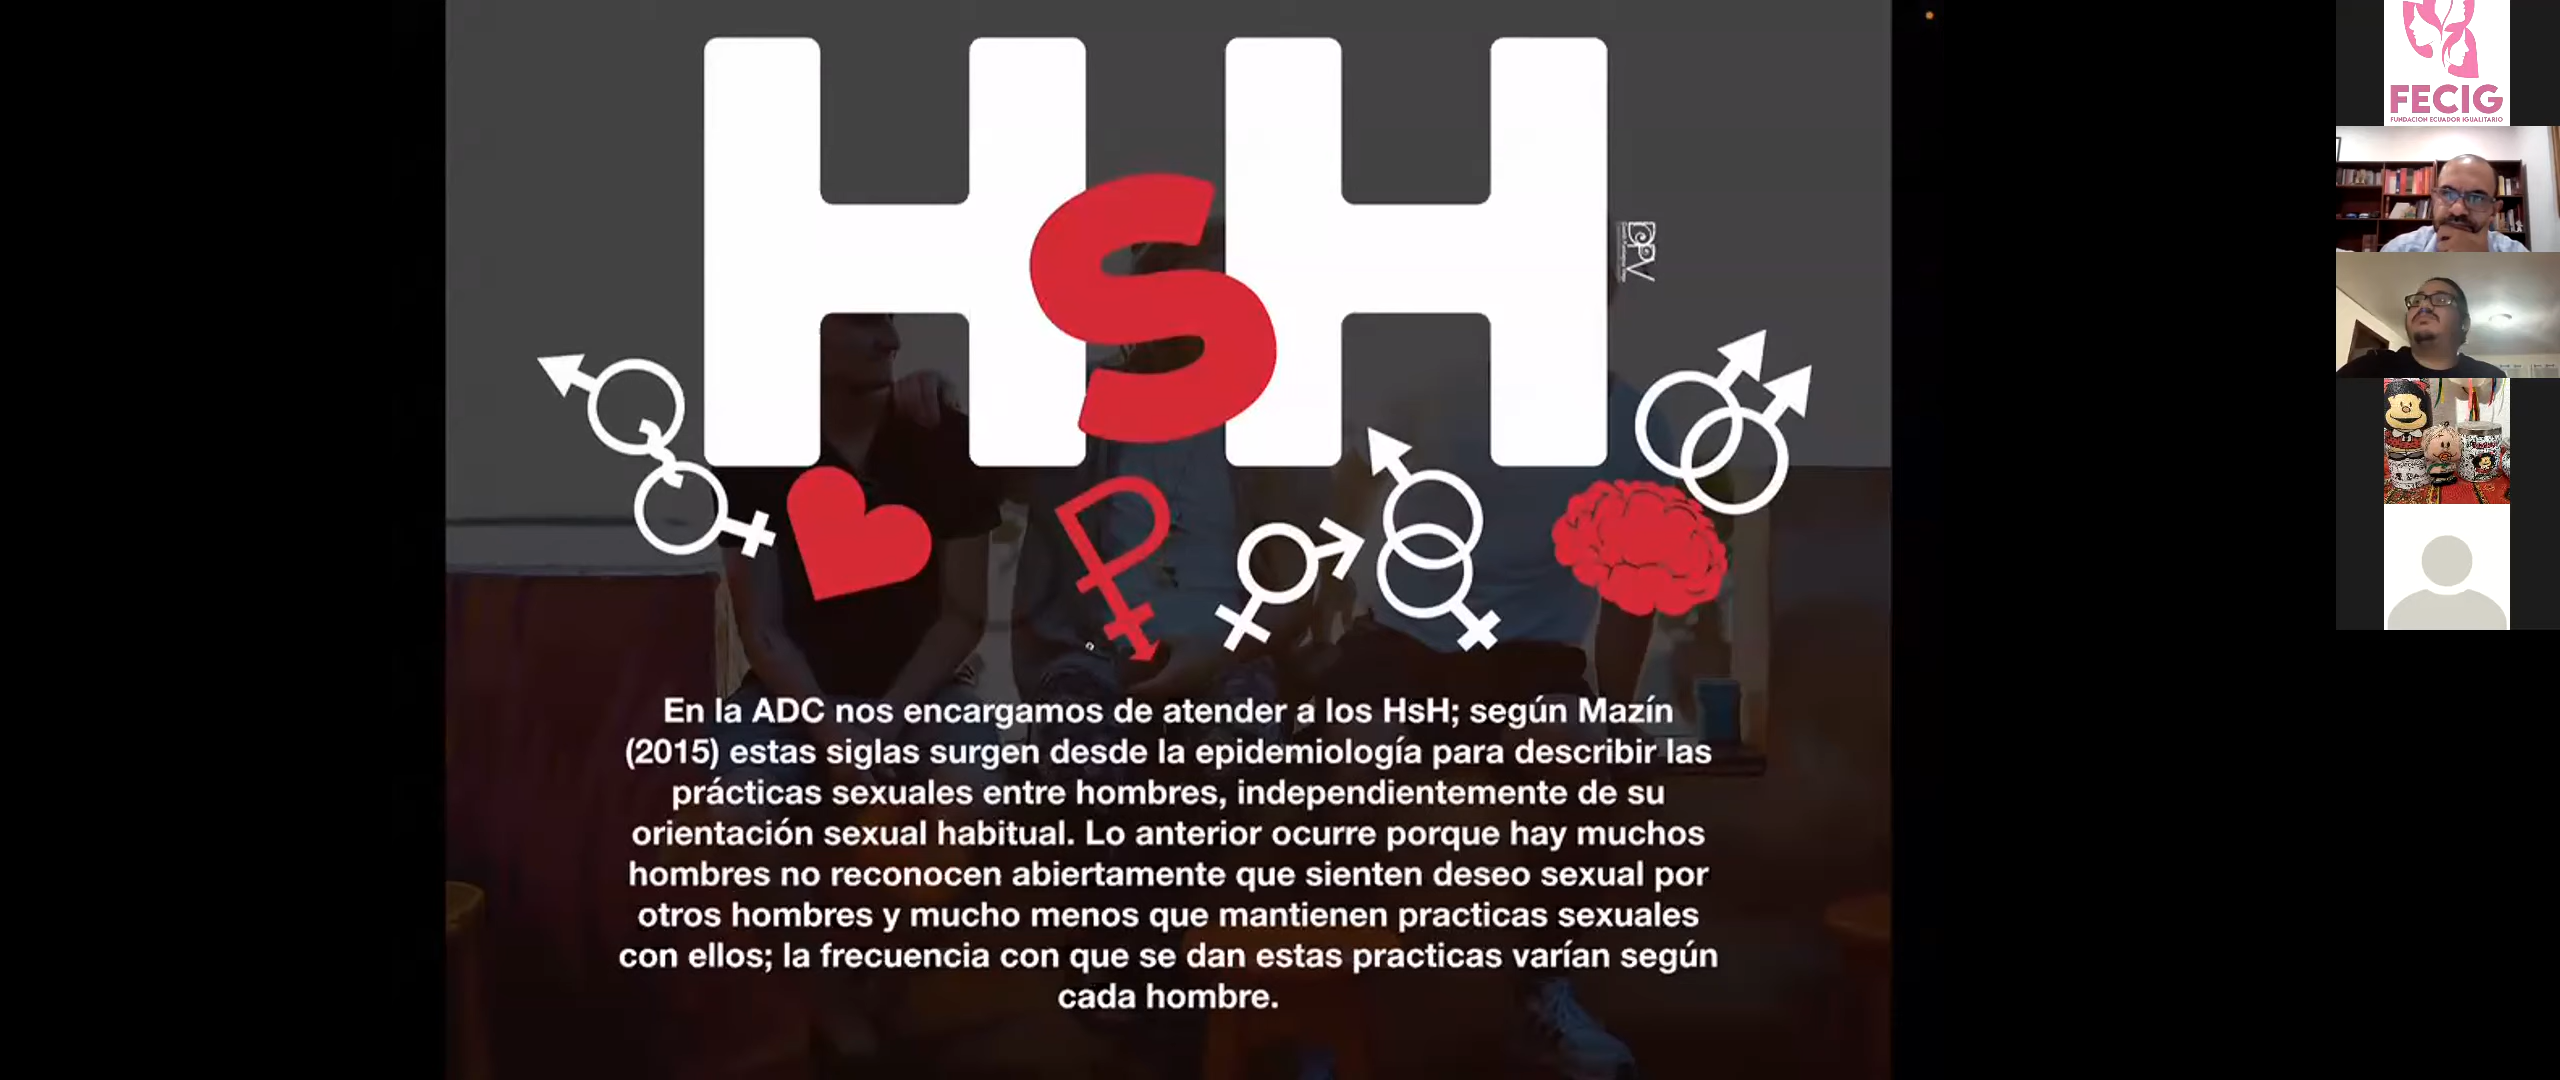 HsH
DPV
En la ADC nos encargamos de atender a los HsH; según Mazín
(2015) estas siglas surgen desde la epidemiología para describir las
prácticas sexuales entre hombres, independientemente de su
orientación sexual habitual. Lo anterior ocurre porque hay muchos
hombres no reconocen abiertamente que sienten deseo sexual por
otros hombres y mucho menos que mantienen practicas sexuales
con ellos; la frecuencia con que se dan estas practicas varían según
cada hombre.
FECIG
FUNDACION ECUADOR IGUALITARIO